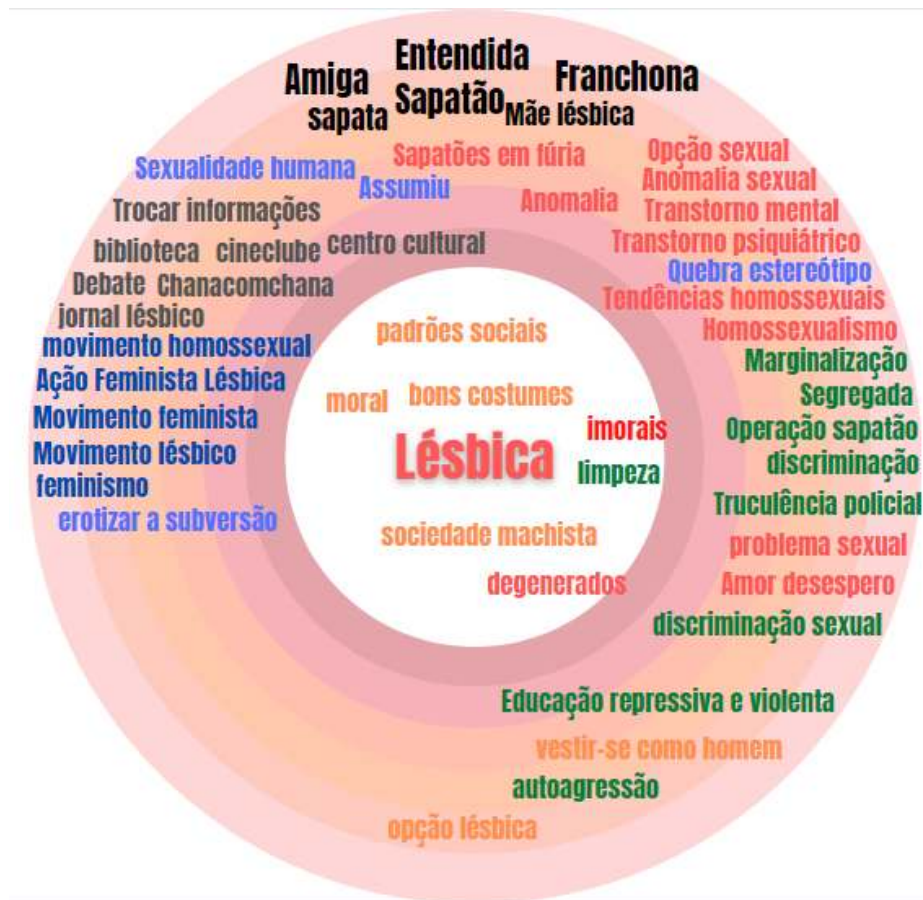 Entendida
Amiga
Franchona
Sapatão
sapata
Mãe lésbica
Sapatões em fúria
Opção sexual
Sexualidade humana
Anomalia sexual
Assumiu
Anomalia
Trocar informações
Transtorno mental
biblioteca
cineclube
centro cultural
Transtorno psiquiátrico
Quebra estereótipo
Debate
Chanacomchana
Tendências homossexuais
jornal lésbico
padrões sociais
Homossexualismo
movimento homossexual
Marginalização
Ação Feminista Lésbica
moral
bons costumes
Segregada
Movimento feminista
imorais
Operação sapatão
Movimento lésbico
Lésbica
limpeza
discriminação
feminismo
Truculência policial
erotizar a subversão
sociedade machista
problema sexual
degenerados
Amor desespero
discriminação sexual
Educação repressiva e violenta
vestir-se como homem
autoagressão
opção lésbica